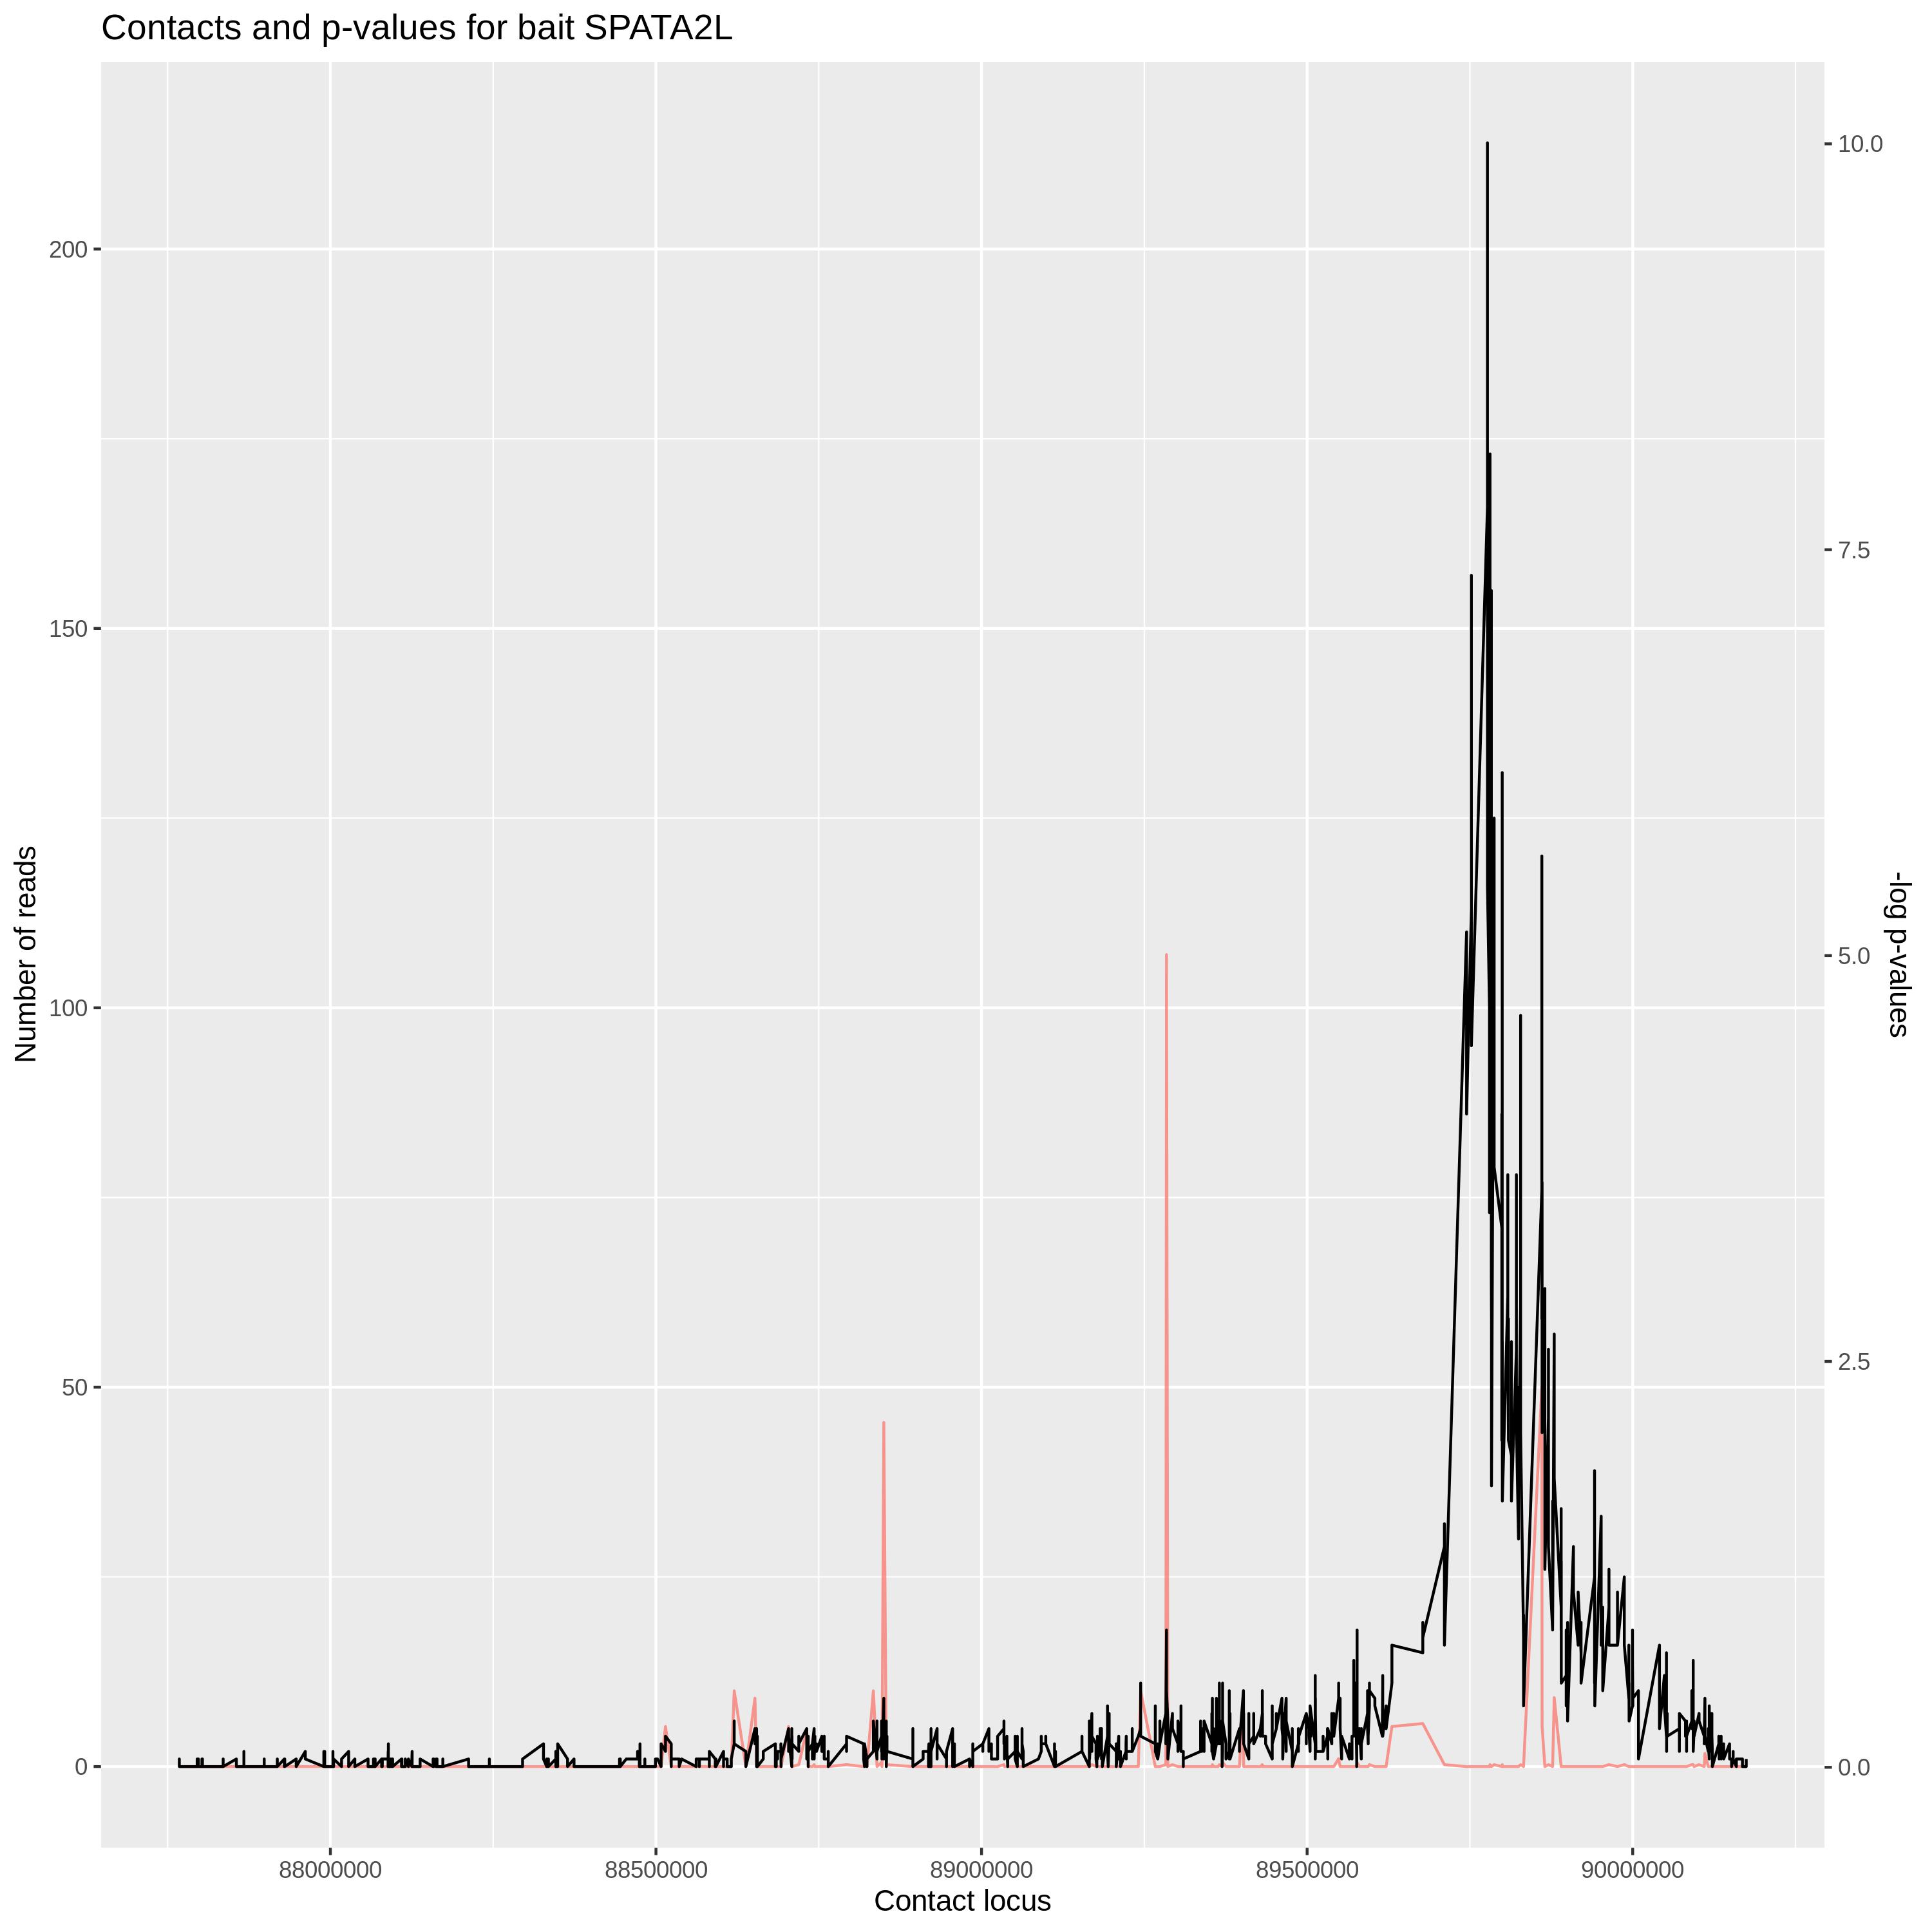 Contacts and p-values for bait SPATA2L
Number of reads
200
150
100
50
0
10.0
7.5
5.0
2.5
0.0
-log p-values
88000000 88500000 89000000 89500000 90000000
Contact locus